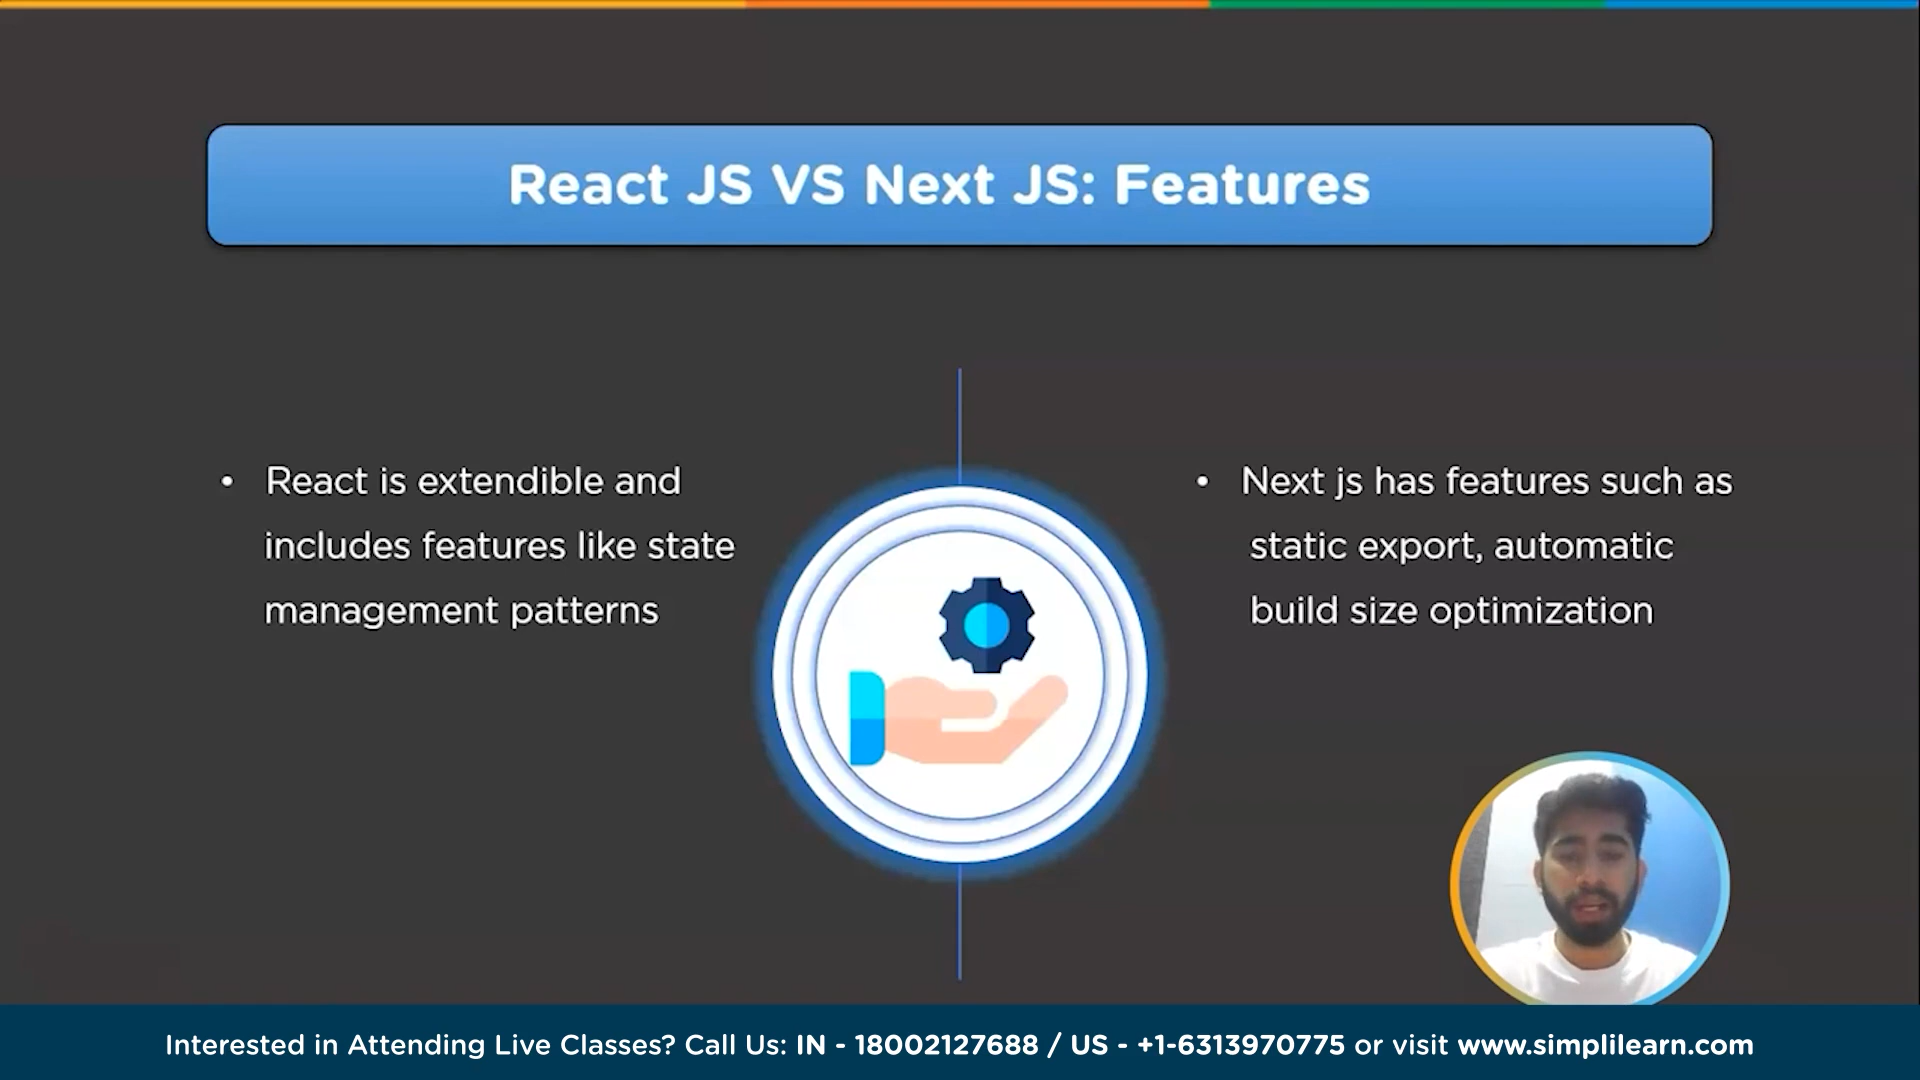 React JS VS Next JS: Features
• React is extendible and
includes features like state
management patterns
• Next js has features such as
static export, automatic
build size optimization
Interested in Attending Live Classes? Call Us: IN - 18002127688 / US - +1-6313970775 or visit www.simplilearn.com